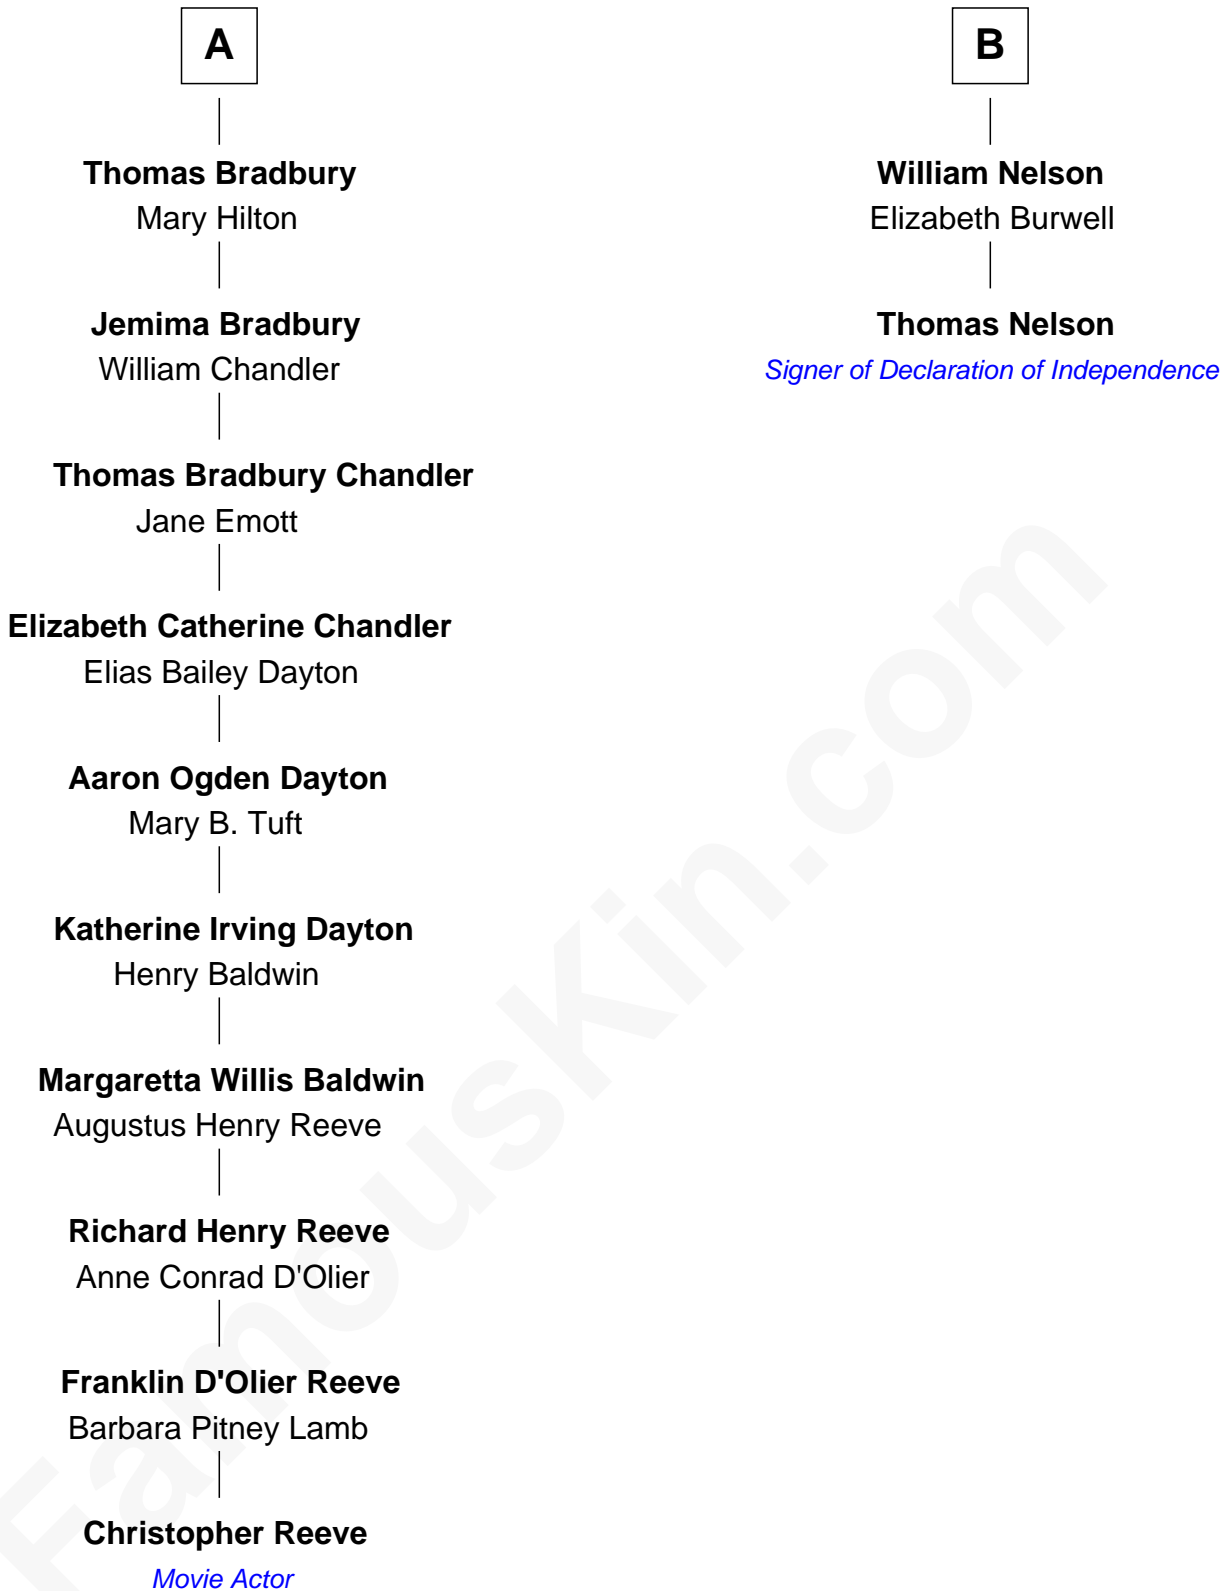 A
Thomas Bradbury
Mary Hilton
Jemima Bradbury
William Chandler
Thomas Bradbury Chandler
Jane Emott
Elizabeth Catherine Chandler
Elias Bailey Dayton
Aaron Ogden Dayton
Mary B. Tuft
Katherine Irving Dayton
Henry Baldwin
Margaretta Willis Baldwin
Augustus Henry Reeve
Richard Henry Reeve
Anne Conrad D'Olier
Franklin D'Olier Reeve
Barbara Pitney Lamb
Christopher Reeve
Movie Actor
B
William Nelson
Elizabeth Burwell
Thomas Nelson
Signer of Declaration of Independence
FamousKin.com